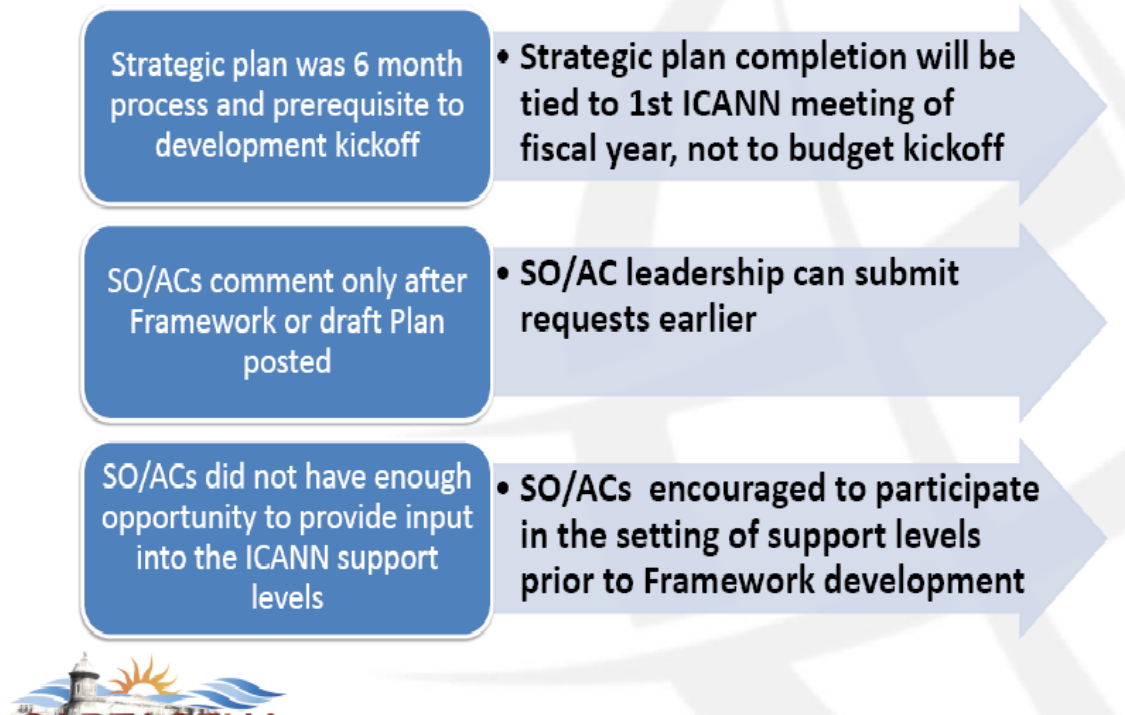 Strategic plan was 6 month
process and prerequisite to
development kickoff
• Strategic plan completion will be
tied to 1st ICANN meeting of
fiscal year, not to budget kickoff
SO/ACs comment only after
Framework or draft Plan
posted
• SO/AC leadership can submit
requests earlier
SO/ACs did not have enough
opportunity to provide input
into the ICANN support
levels
• SO/ACs encouraged to participate
in the setting of support levels
prior to Framework development